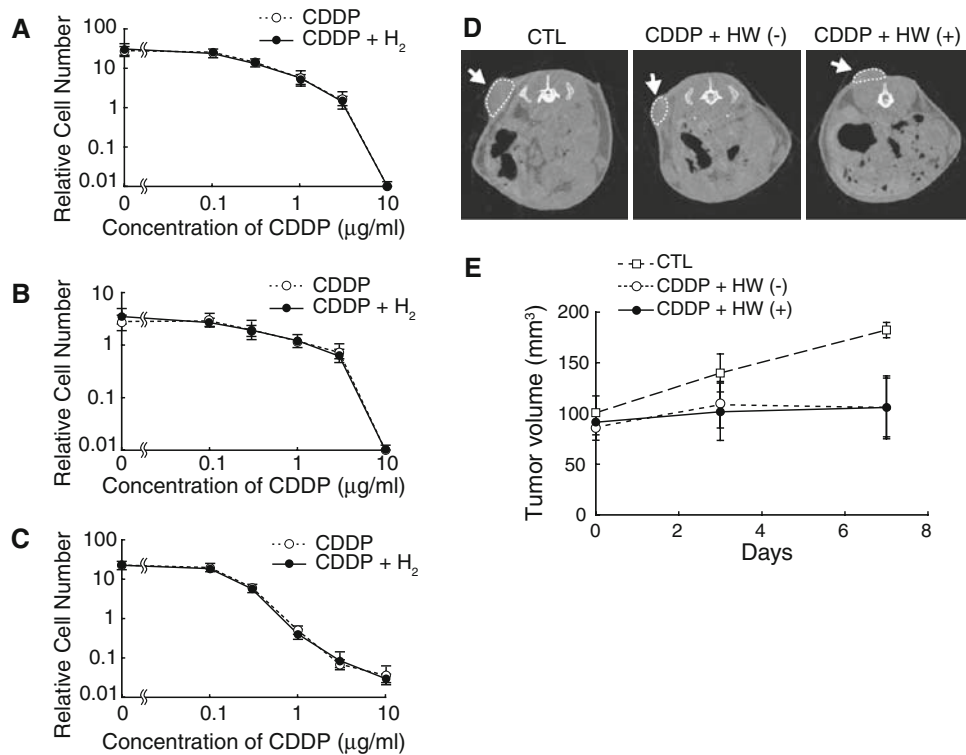 A
CDDP
CDDP + H₂
Relative Cell Number
100
10
1
0.1
0.01
0 0.1 1 10
Concentration of CDDP (μg/ml)
B
CDDP
CDDP + H₂
Relative Cell Number
10
1
0.1
0.01
0 0.1 1 10
Concentration of CDDP (μg/ml)
C
CDDP
CDDP + H₂
Relative Cell Number
100
10
1
0.1
0.01
0 0.1 1 10
Concentration of CDDP (μg/ml)
D
CTL CDDP + HW (-) CDDP + HW (+)
E
CTL
CDDP + HW (-)
CDDP + HW (+)
Tumor volume (mm³)
200
150
100
50
0
0 2 4 6 8
Days